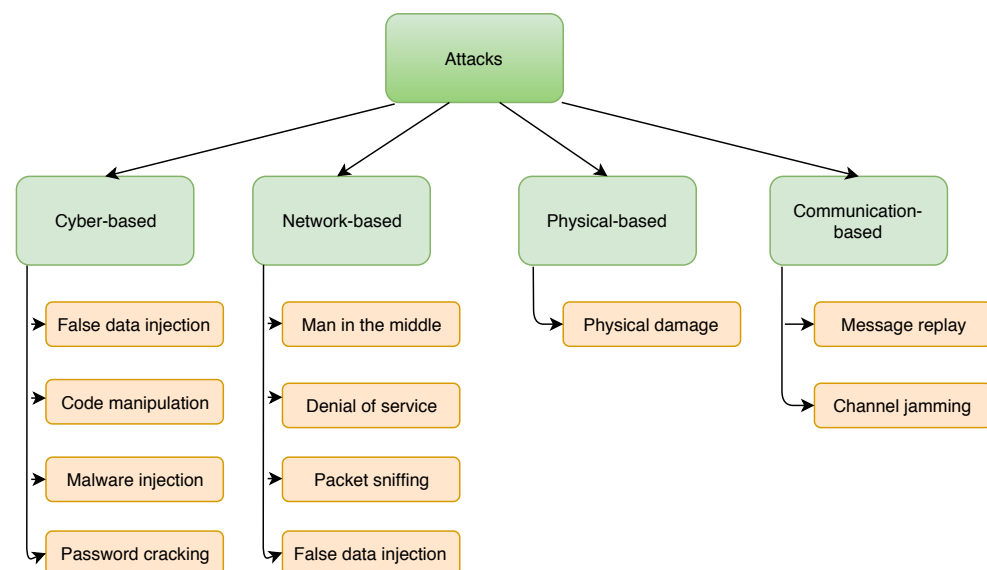 Attacks
Cyber-based
Network-based
Physical-based
Communication-
based
False data injection
Code manipulation
Malware injection
Password cracking
Man in the middle
Denial of service
Packet sniffing
False data injection
Physical damage
Message replay
Channel jamming